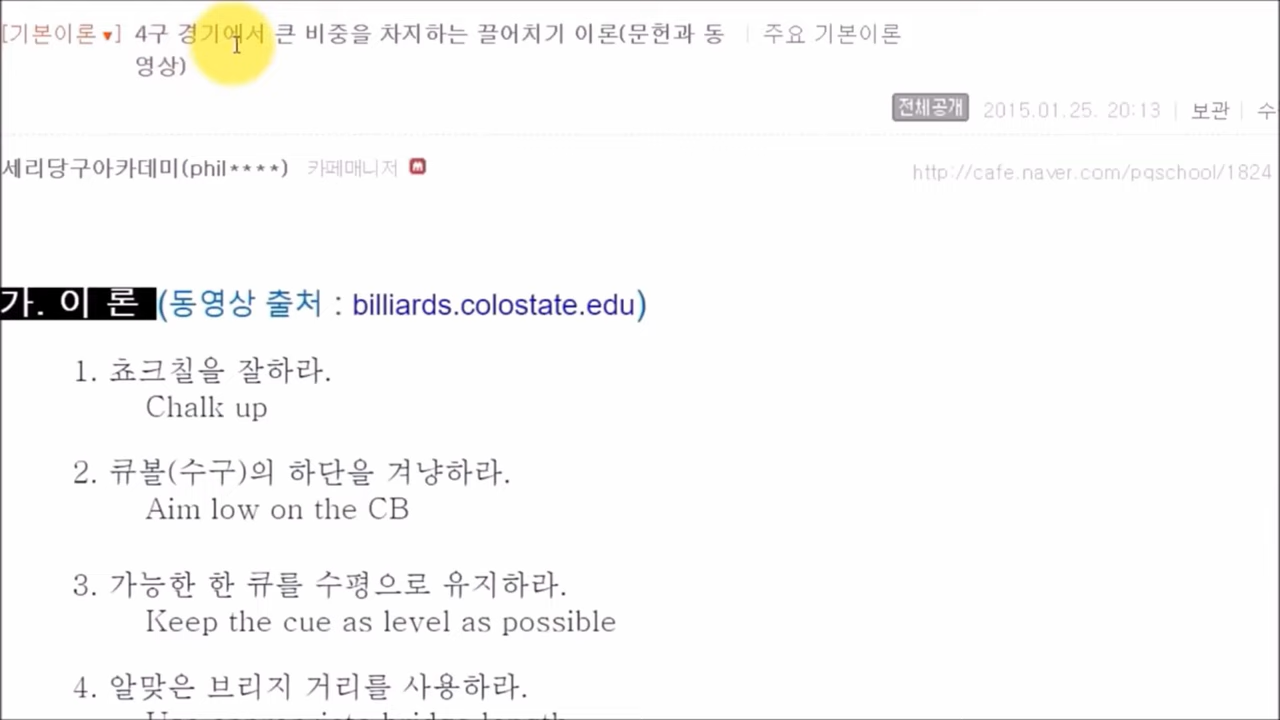 [기본이론▼] 4구 경기에서 큰 비중을 차지하는 끌어치기 이론(문헌과 동 | 주요 기본이론
영상)
전체공개 2015.01.25. 20:13 | 보관 | 수
세리당구아카데미(phil****) 카페매니저
http://cafe.naver.com/pqschool/1824
가. 이 론 (동영상 출처 : billiards.colostate.edu)
1. 쵸크칠을 잘하라.
Chalk up
2. 큐볼(수구)의 하단을 겨냥하라.
Aim low on the CB
3. 가능한 한 큐를 수평으로 유지하라.
Keep the cue as level as possible
4. 알맞은 브리지 거리를 사용하라.
Use appropriate bridge length